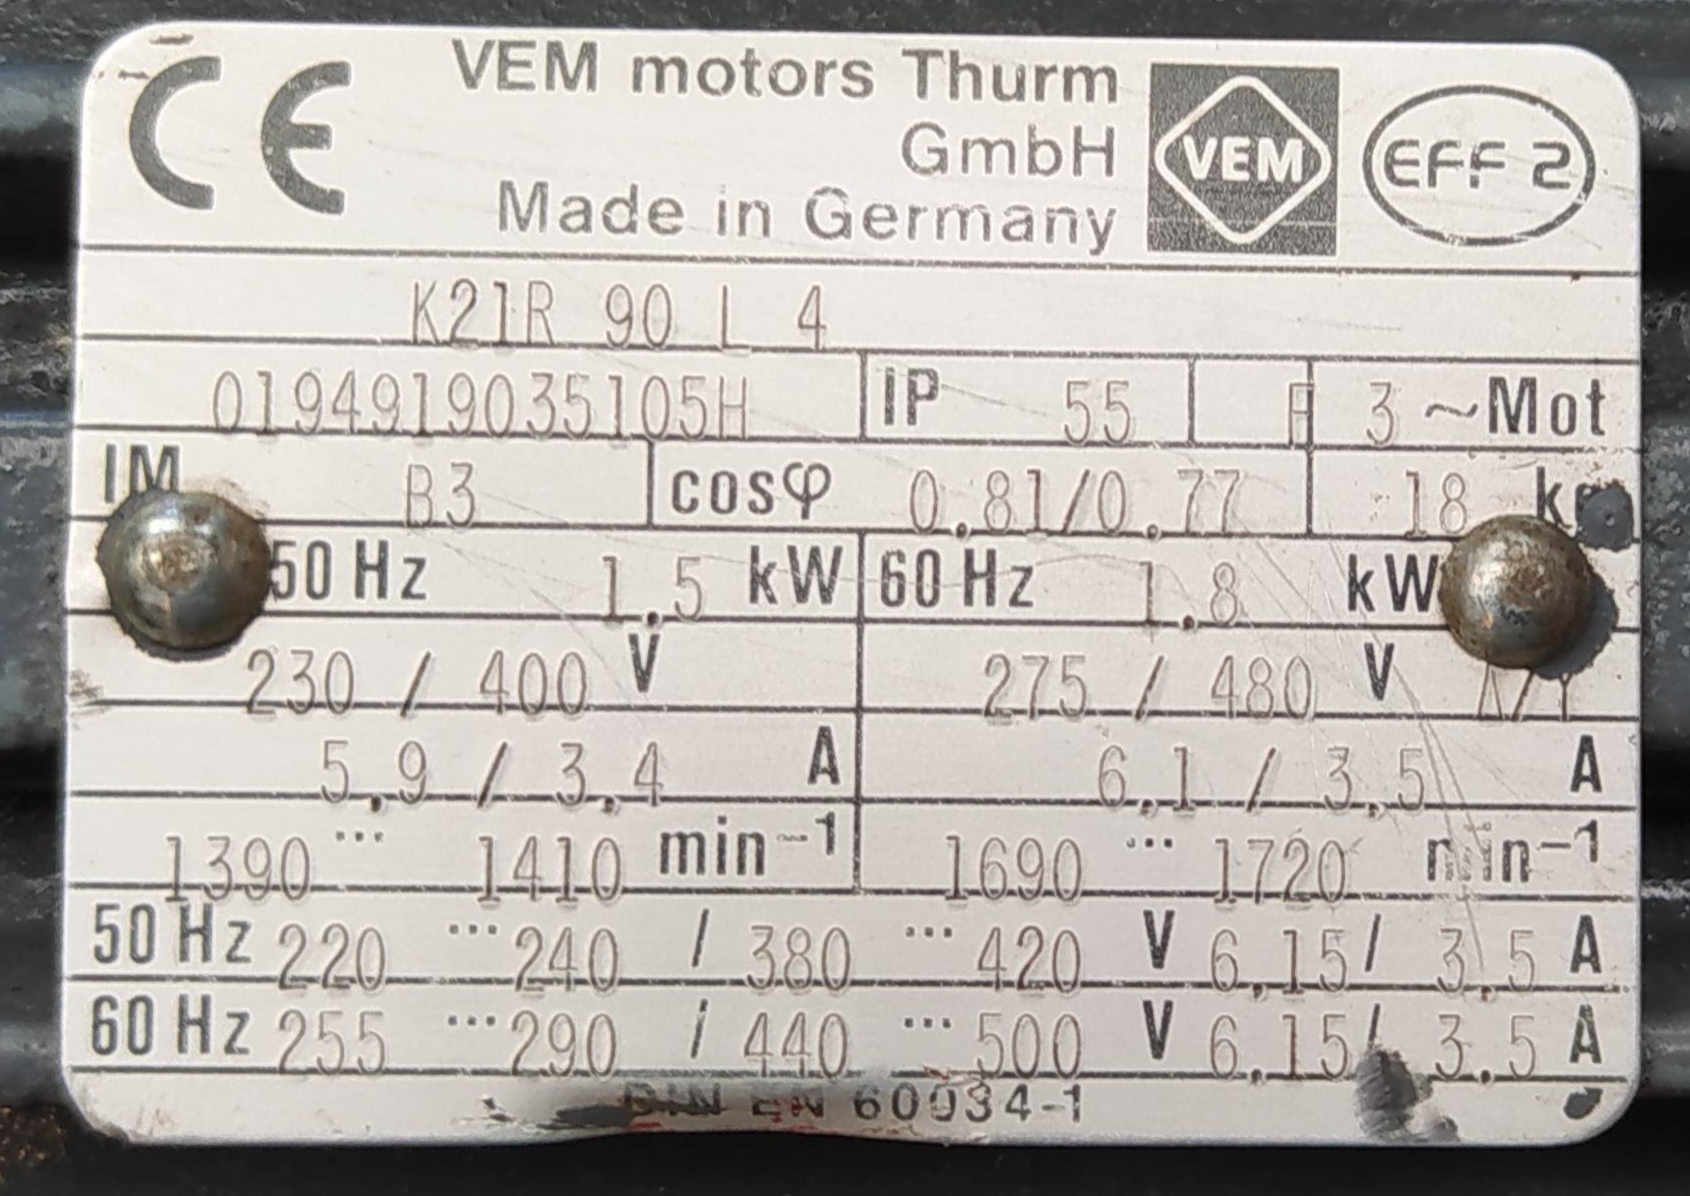 CE VEM motors Thurm GmbH VEM EFF 2
Made in Germany
K21R 90 L 4
0194919035105H IP 55 F 3 ~Mot
IM B3 cosφ 0.81/0.77 18 kg
50 Hz 1.5 kW 60 Hz 1.8 kW
230 / 400 V 275 / 480 V Δ/Y
5.9 / 3.4 A 6.1 / 3.5 A
1390 ... 1410 min-1 1690 ... 1720 min-1
50 Hz 220 ... 240 / 380 ... 420 V 6.15/ 3.5 A
60 Hz 255 ... 290 / 440 ... 500 V 6.15/ 3.5 A
DIN EN 60034-1